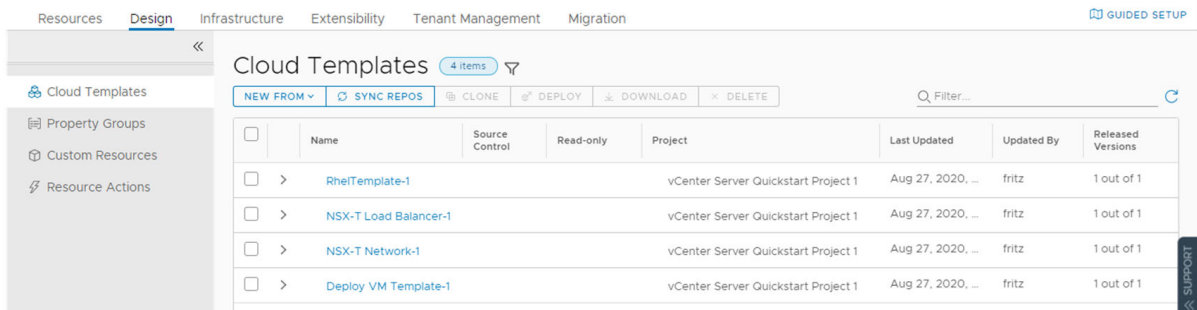 Resources Design Infrastructure Extensibility Tenant Management Migration GUIDED SETUP
Cloud Templates 4 items
Cloud Templates
Property Groups
Custom Resources
Resource Actions
NEW FROM SYNC REPOS CLONE DEPLOY DOWNLOAD DELETE Filter...
Name Source Control Read-only Project Last Updated Updated By Released Versions
RhelTemplate-1 vCenter Server Quickstart Project 1 Aug 27, 2020, ... fritz 1 out of 1
NSX-T Load Balancer-1 vCenter Server Quickstart Project 1 Aug 27, 2020, ... fritz 1 out of 1
NSX-T Network-1 vCenter Server Quickstart Project 1 Aug 27, 2020, ... fritz 1 out of 1
Deploy VM Template-1 vCenter Server Quickstart Project 1 Aug 27, 2020, ... fritz 1 out of 1
SUPPORT